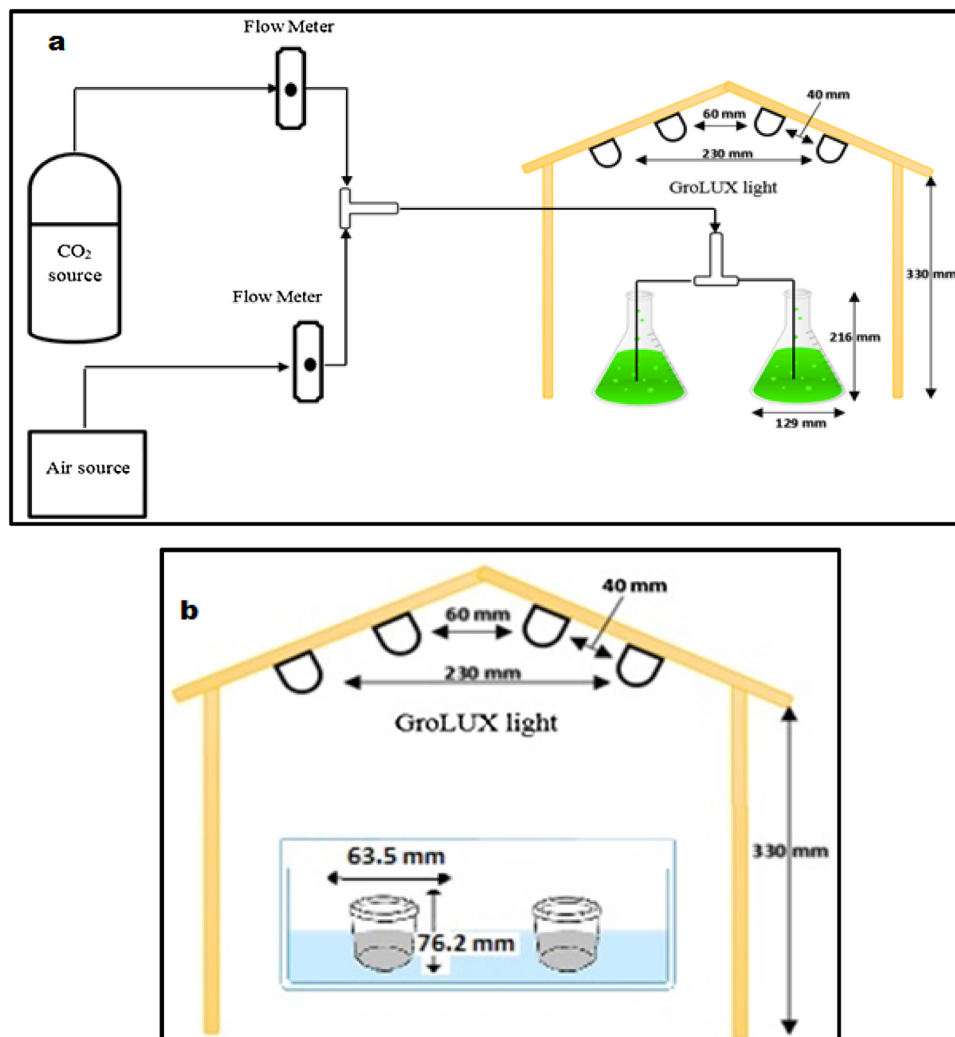 a
Flow Meter
40 mm
60 mm
230 mm
GroLUX light
CO₂
source
330 mm
Flow Meter
216 mm
129 mm
Air source
b
40 mm
60 mm
230 mm
GroLUX light
63.5 mm
330 mm
76.2 mm